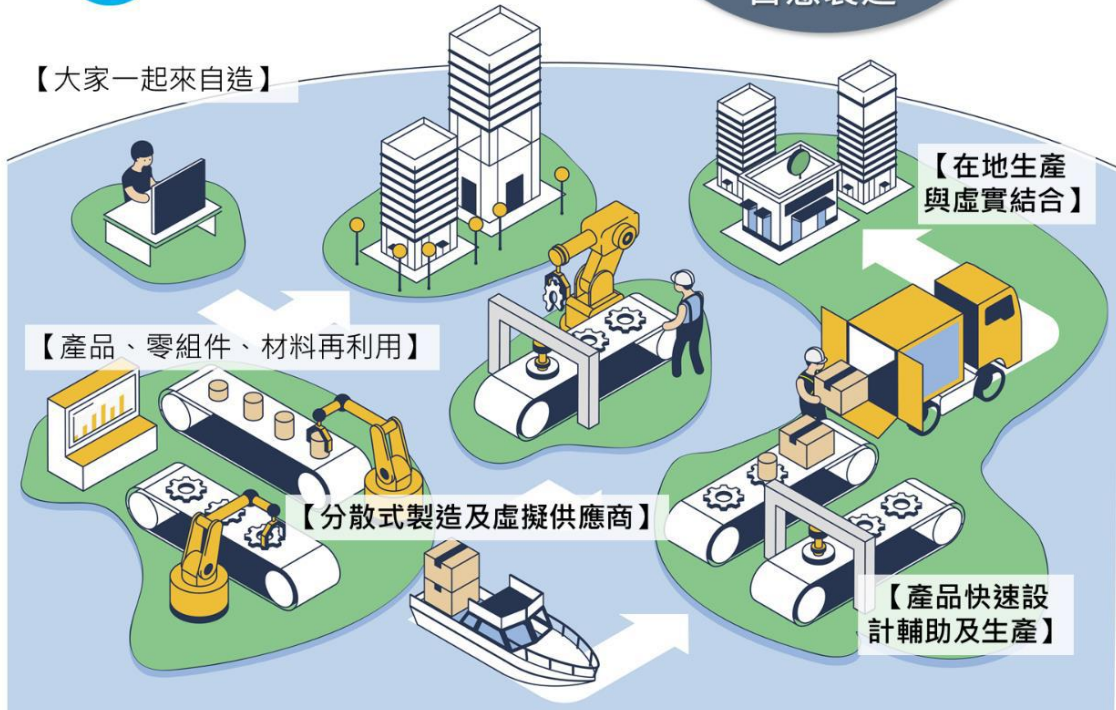 【大家一起來自造】
【在地生產
與虛實結合】
【產品、零組件、材料再利用】
【分散式製造及虛擬供應商】
【產品快速設
計輔助及生產】